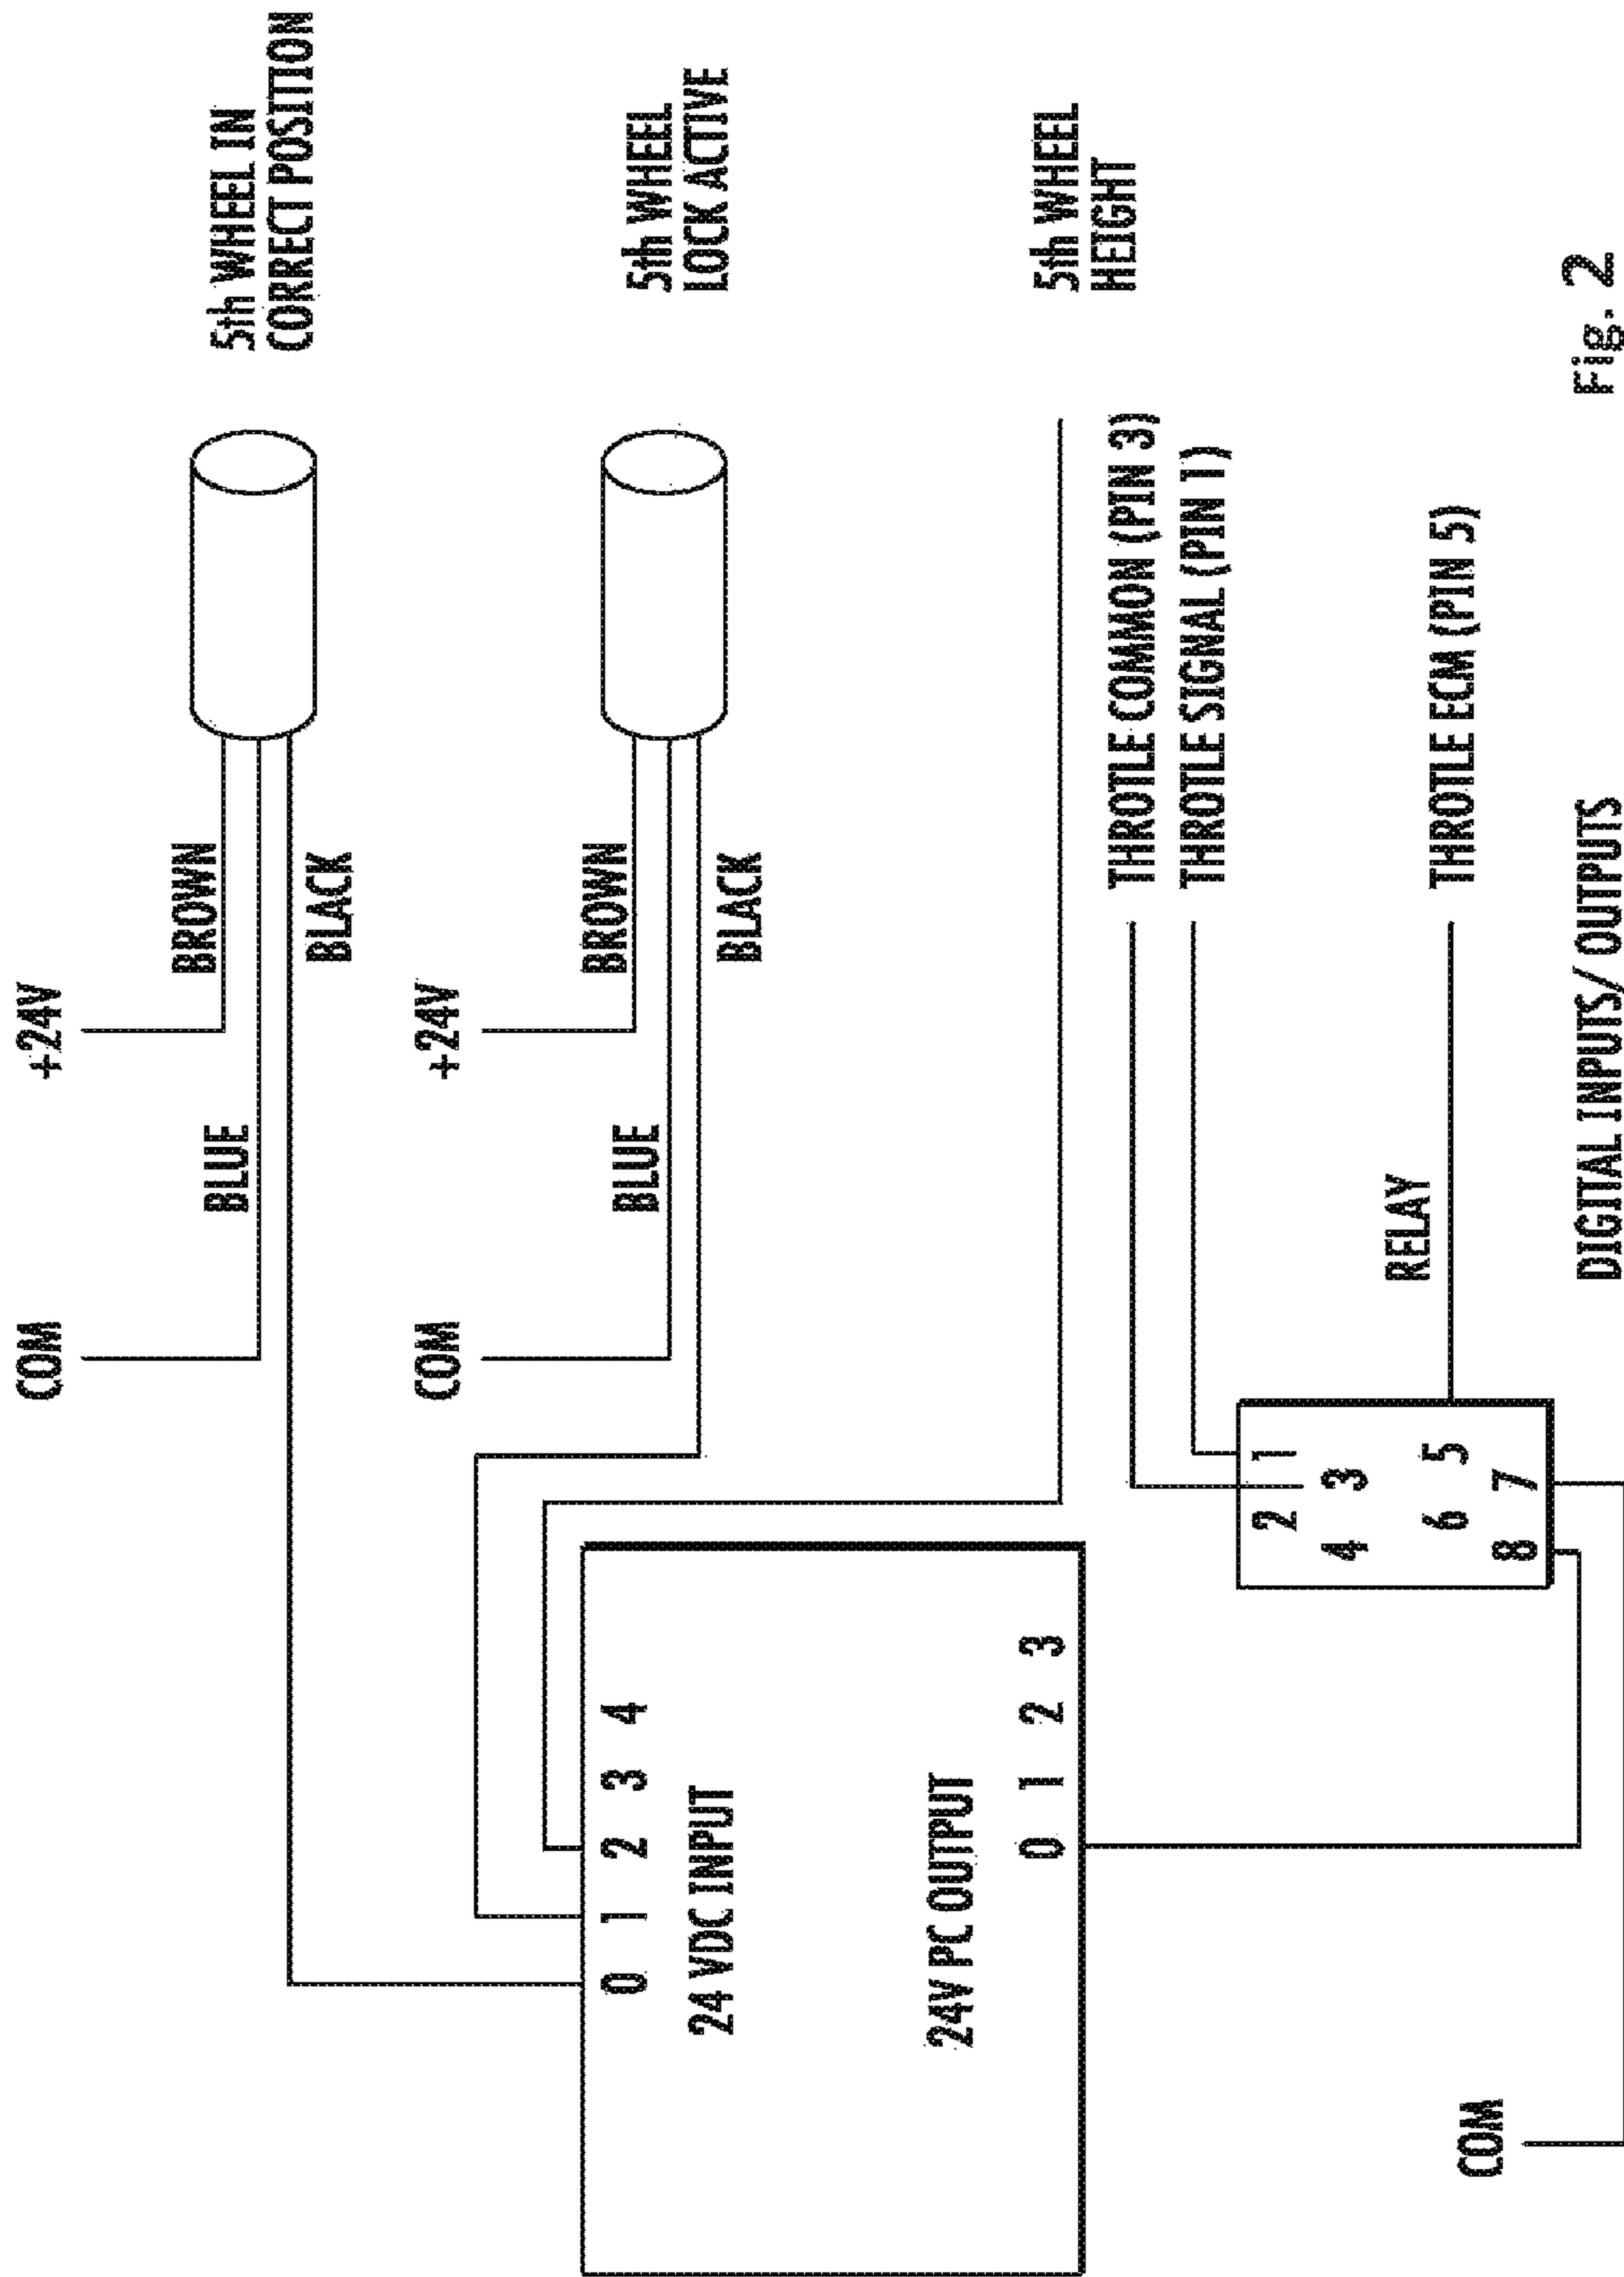 COM
+24V
BROWN
BLUE
BLACK
5th WHEEL IN
CORRECT POSITION
COM
+24V
BROWN
BLUE
BLACK
5th WHEEL
LOCK ACTIVE
5th WHEEL
HEIGHT
0 1 2 3 4
24 VDC INPUT
24V PC OUTPUT
0 1 2 3
THROTLE COMMON (PIN 3)
THROTLE SIGNAL (PIN 1)
2 1
4 3
6 5
8 7
RELAY
THROTLE ECM (PIN 5)
COM
DIGITAL INPUTS/ OUTPUTS
Fig. 2